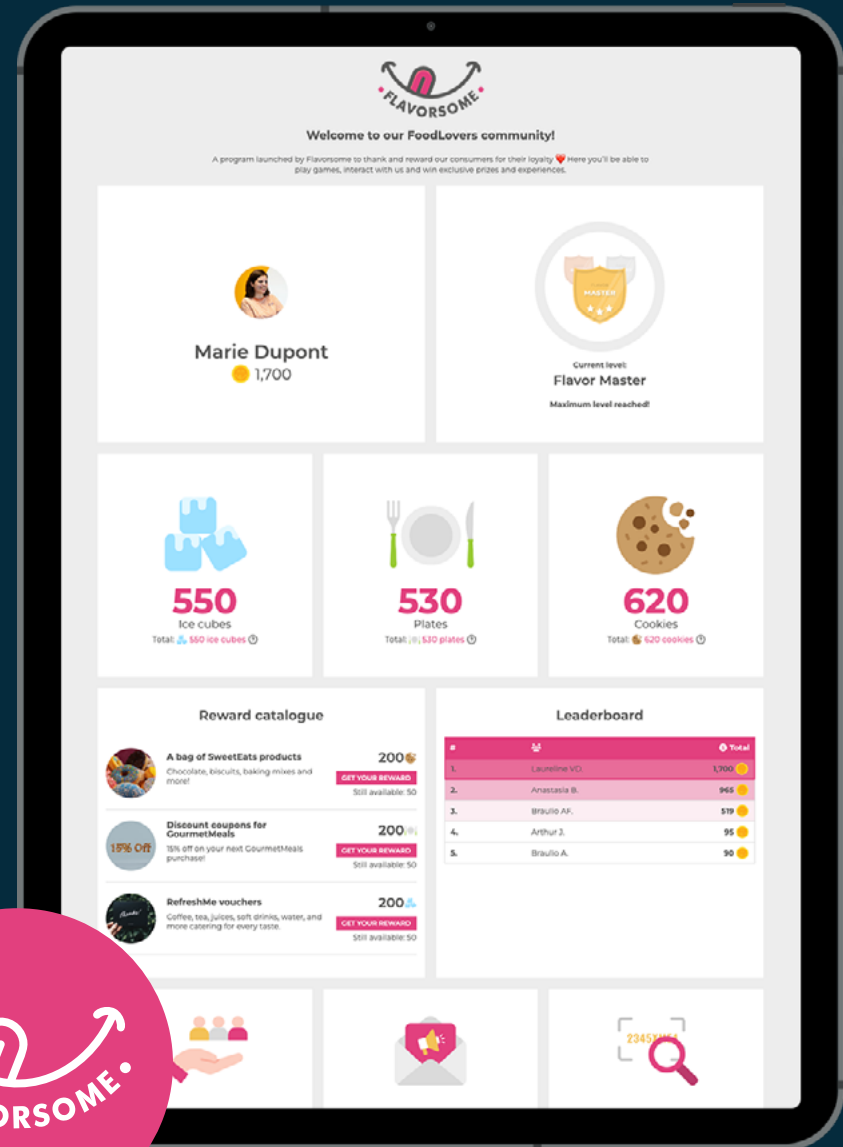 FLAVORSOME
Welcome to our FoodLovers community!
A program launched by Flavorsome to thank and reward our consumers for their loyalty ❤️ Here you'll be able to
play games, interact with us and win exclusive prizes and experiences.
Marie Dupont
1,700
MASTER
Current level:
Flavor Master
Maximum level reached!
550
Ice cubes
Total: 550 ice cubes
530
Plates
Total: 530 plates
620
Cookies
Total: 620 cookies
Reward catalogue
A bag of SweetEats products
Chocolate, biscuits, baking mixes and
more!
200
GET YOUR REWARD
Still available: 50
15% Off
Discount coupons for
GourmetMeals
15% off on your next GourmetMeals
purchase!
200
GET YOUR REWARD
Still available: 50
RefreshMe vouchers
Coffee, tea, juices, soft drinks, water, and
more catering for every taste.
200
GET YOUR REWARD
Still available: 50
Leaderboard
# Total
1. Laureline VO. 1,700
2. Anastasia B. 965
3. Braulio AF. 519
4. Arthur J. 95
5. Braulio A. 90
VORSOME